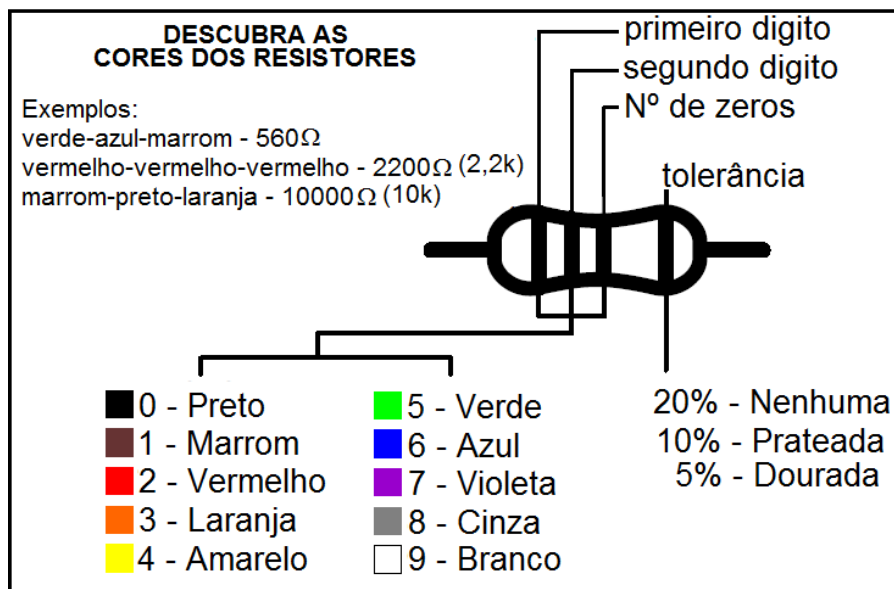 DESCUBRA AS
CORES DOS RESISTORES
Exemplos:
verde-azul-marrom - 560Ω
vermelho-vermelho-vermelho - 2200Ω (2,2k)
marrom-preto-laranja - 10000Ω (10k)
primeiro digito
segundo digito
Nº de zeros
tolerância
0 - Preto
1 - Marrom
2 - Vermelho
3 - Laranja
4 - Amarelo
5 - Verde
6 - Azul
7 - Violeta
8 - Cinza
9 - Branco
20% - Nenhuma
10% - Prateada
5% - Dourada